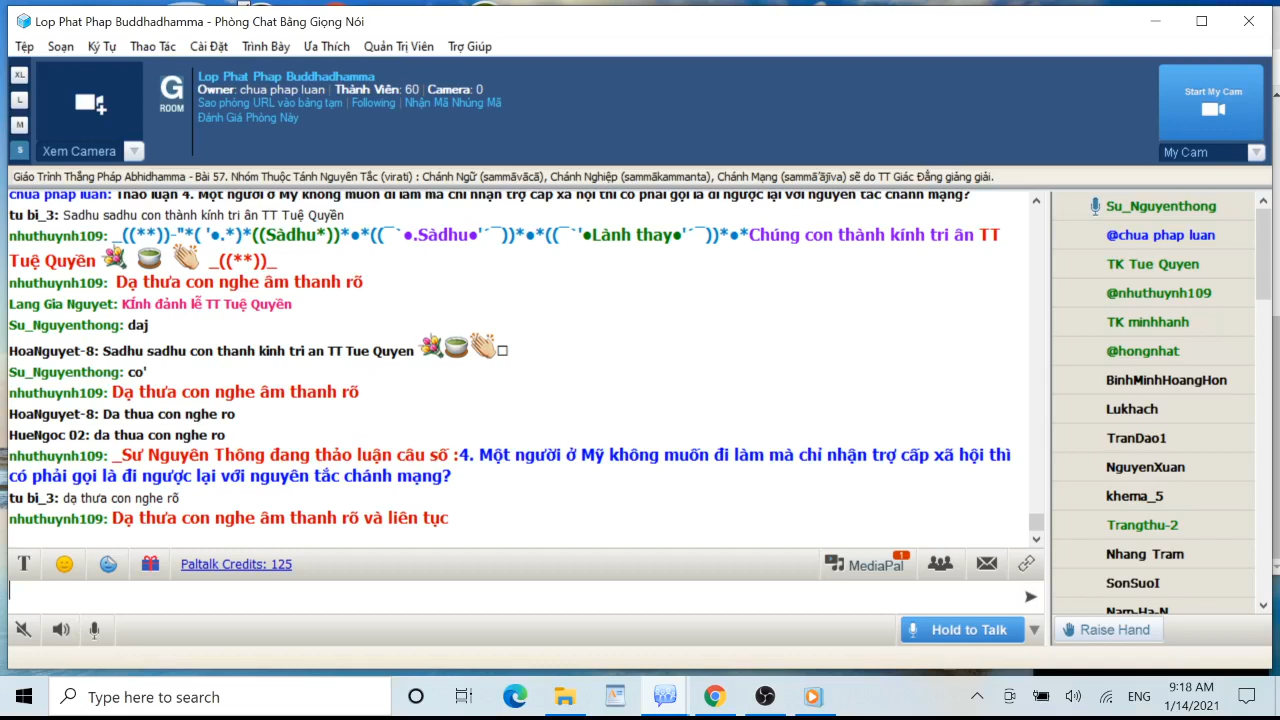 Lop Phat Phap Buddhadhamma - Phòng Chat Bằng Giọng Nói
Tệp Soạn Ký Tự Thao Tác Cài Đặt Trình Bày Ưa Thích Quản Trị Viên Trợ Giúp
XL
L
M
S
Xem Camera
G
ROOM
Lop Phat Phap Buddhadhamma
Owner: chua phap luan | Thành Viên: 60 | Camera: 0
Sao phòng URL vào bảng tạm | Following | Nhận Mã Nhúng Mã
Đánh Giá Phòng Này
Start My Cam
My Cam
Giáo Trình Thắng Pháp Abhidhamma - Bài 57. Nhóm Thuộc Tánh Nguyên Tắc (virati) : Chánh Ngữ (sammāvācā), Chánh Nghiệp (sammākammanta), Chánh Mạng (sammā'ājīva) sẽ do TT Giác Đẳng giảng giải.
chua phap luan: Thảo luận 4. Một người ở Mỹ không muốn đi làm mà chỉ nhận trợ cấp xã hội thì có phải gọi là đi ngược lại với nguyên tắc chánh mạng?
tu bi_3: Sadhu sadhu con thành kính tri ân TT Tuệ Quyền
nhuthuynh109: _((**))-"*( '●.*)*((Sàdhu*))*●*((¯`●.Sàdhu●'´¯))*●*((¯`'●Lành thay●'´¯))*●*Chúng con thành kính tri ân TT
Tuệ Quyền _((**))_
nhuthuynh109: Dạ thưa con nghe âm thanh rõ
Lang Gia Nguyet: Kính đảnh lễ TT Tuệ Quyền
Su_Nguyenthong: daj
HoaNguyet-8: Sadhu sadhu con thanh kinh tri an TT Tue Quyen
Su_Nguyenthong: co'
nhuthuynh109: Dạ thưa con nghe âm thanh rõ
HoaNguyet-8: Da thua con nghe ro
HueNgoc 02: da thua con nghe ro
nhuthuynh109: _Sư Nguyên Thông đang thảo luận câu số :4. Một người ở Mỹ không muốn đi làm mà chỉ nhận trợ cấp xã hội thì
có phải gọi là đi ngược lại với nguyên tắc chánh mạng?
tu bi_3: dạ thưa con nghe rõ
nhuthuynh109: Dạ thưa con nghe âm thanh rõ và liên tục
Su_Nguyenthong
@chua phap luan
TK Tue Quyen
@nhuthuynh109
TK minhhanh
@hongnhat
BinhMinhHoangHon
Lukhach
TranDao1
NguyenXuan
khema_5
Trangthu-2
Nhang Tram
SonSuoI
Nam-Ha-N
T Paltalk Credits: 125 MediaPal 1
Hold to Talk
Raise Hand
Type here to search
ENG
9:18 AM
1/14/2021